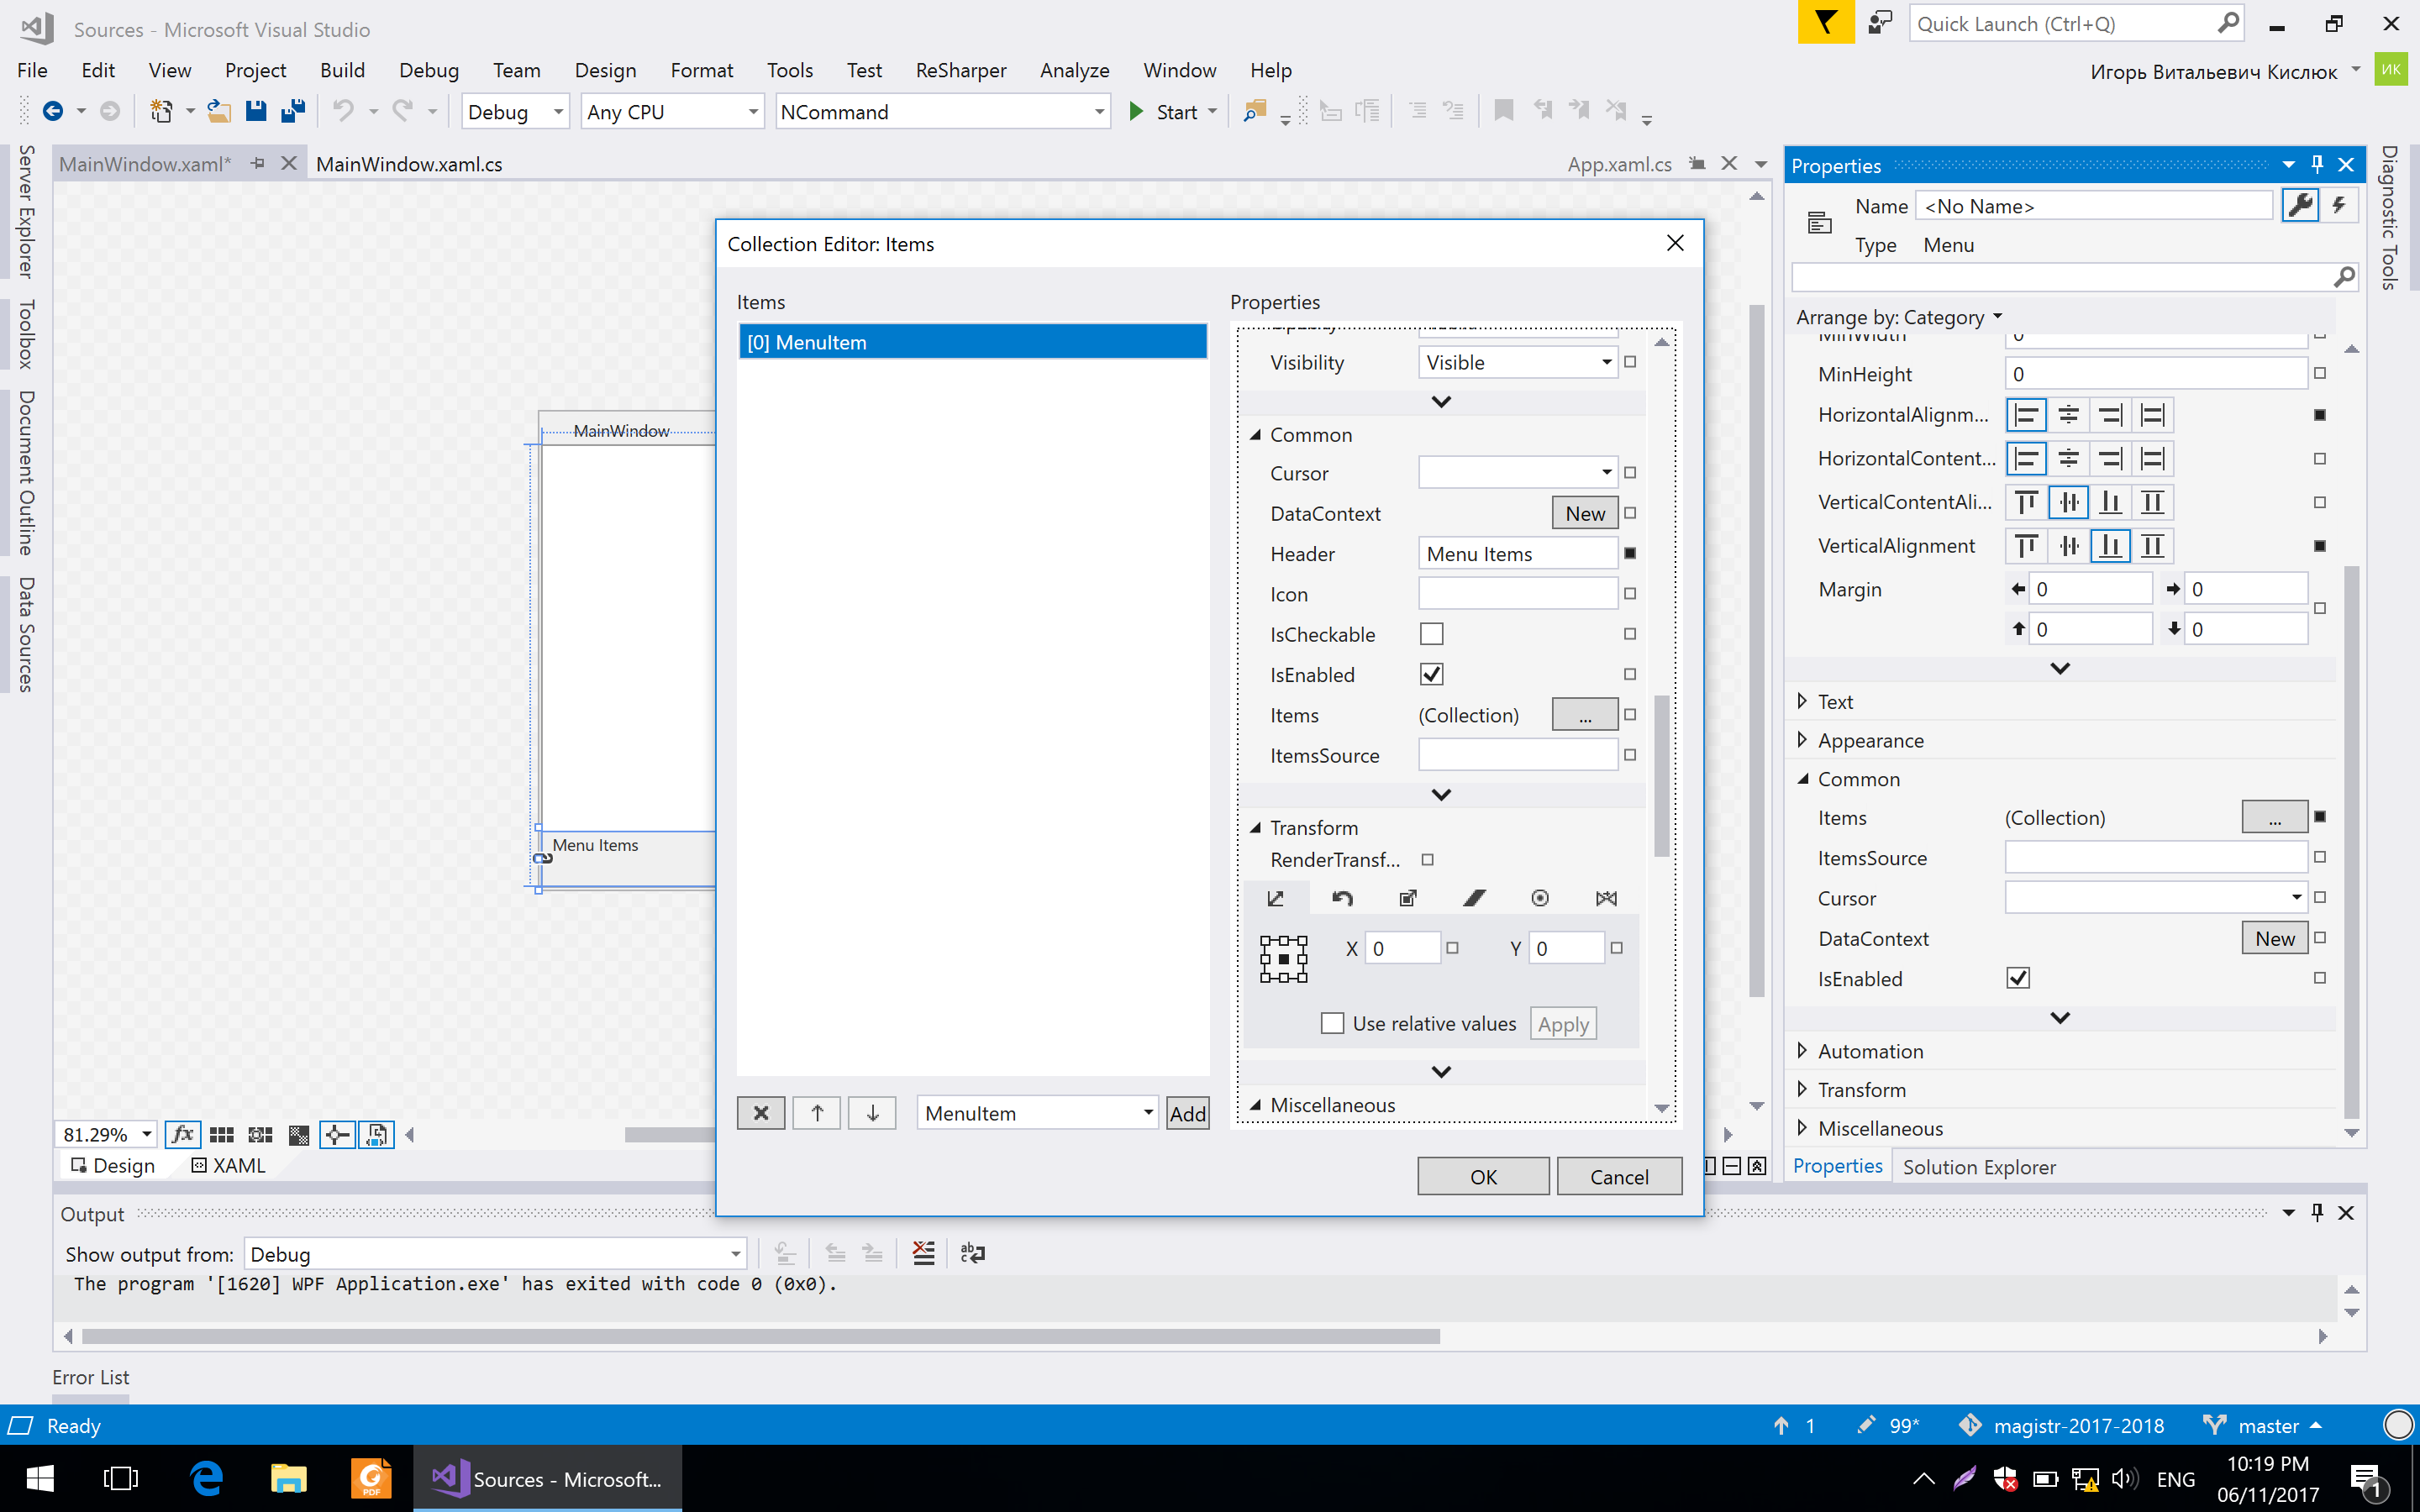 Sources - Microsoft Visual Studio
Quick Launch (Ctrl+Q)
File Edit View Project Build Debug Team Design Format Tools Test ReSharper Analyze Window Help
Игорь Витальевич Кислюк
ИК
Debug
Any CPU
NCommand
Start
Server Explorer
Toolbox
Document Outline
Data Sources
MainWindow.xaml*
MainWindow.xaml.cs
App.xaml.cs
MainWindow
Menu Items
Collection Editor: Items
Items
[0] MenuItem
MenuItem
Add
Properties
Visibility
Visible
Common
Cursor
DataContext
New
Header
Menu Items
Icon
IsCheckable
IsEnabled
Items
(Collection)
...
ItemsSource
Transform
RenderTransf...
X 0
Y 0
Use relative values
Apply
Miscellaneous
OK
Cancel
81.29%
fx
Design
XAML
Properties
Name <No Name>
Type Menu
Arrange by: Category
MinWidth 0
MinHeight 0
HorizontalAlignm...
HorizontalContent...
VerticalContentAli...
VerticalAlignment
Margin 0 0
0 0
Text
Appearance
Common
Items (Collection) ...
ItemsSource
Cursor
DataContext New
IsEnabled
Automation
Transform
Miscellaneous
Properties Solution Explorer
Diagnostic Tools
Output
Show output from: Debug
The program '[1620] WPF Application.exe' has exited with code 0 (0x0).
Error List
Ready
1
99*
magistr-2017-2018
master
PDF
Sources - Microsoft...
ENG
10:19 PM
06/11/2017
1